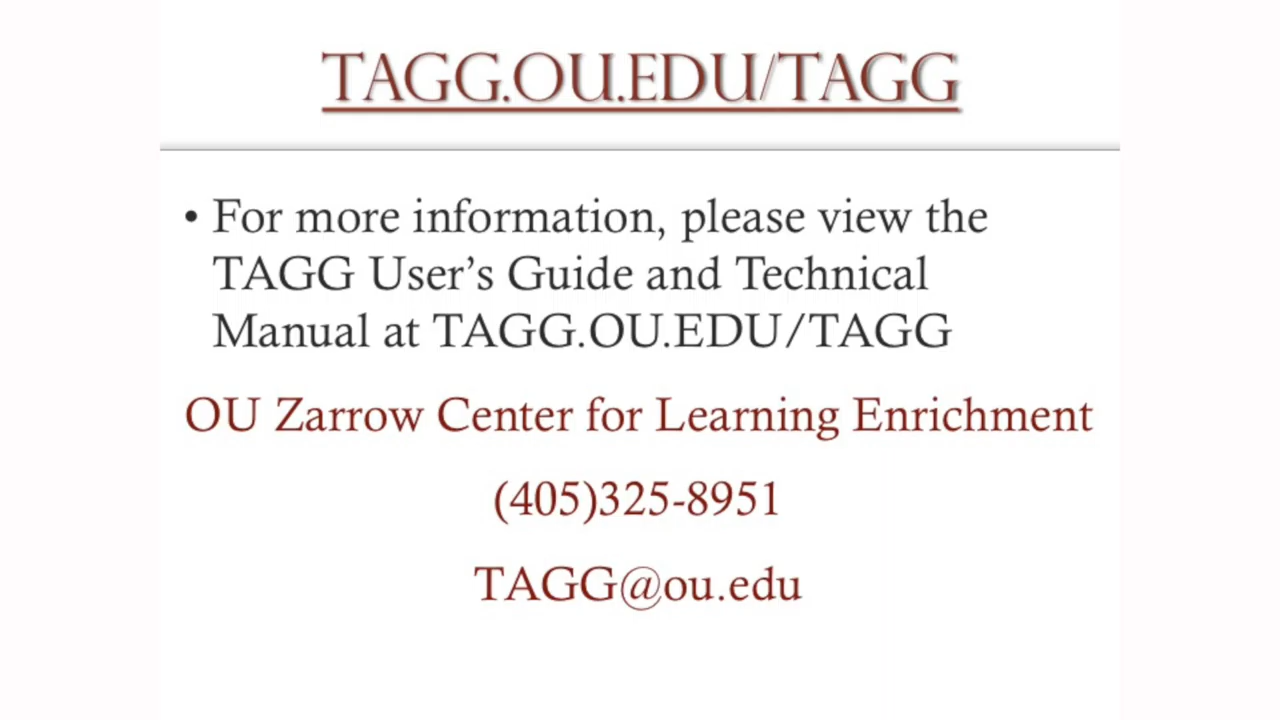 TAGG.OU.EDU/TAGG
• For more information, please view the
TAGG User’s Guide and Technical
Manual at TAGG.OU.EDU/TAGG
OU Zarrow Center for Learning Enrichment
(405)325-8951
TAGG@ou.edu